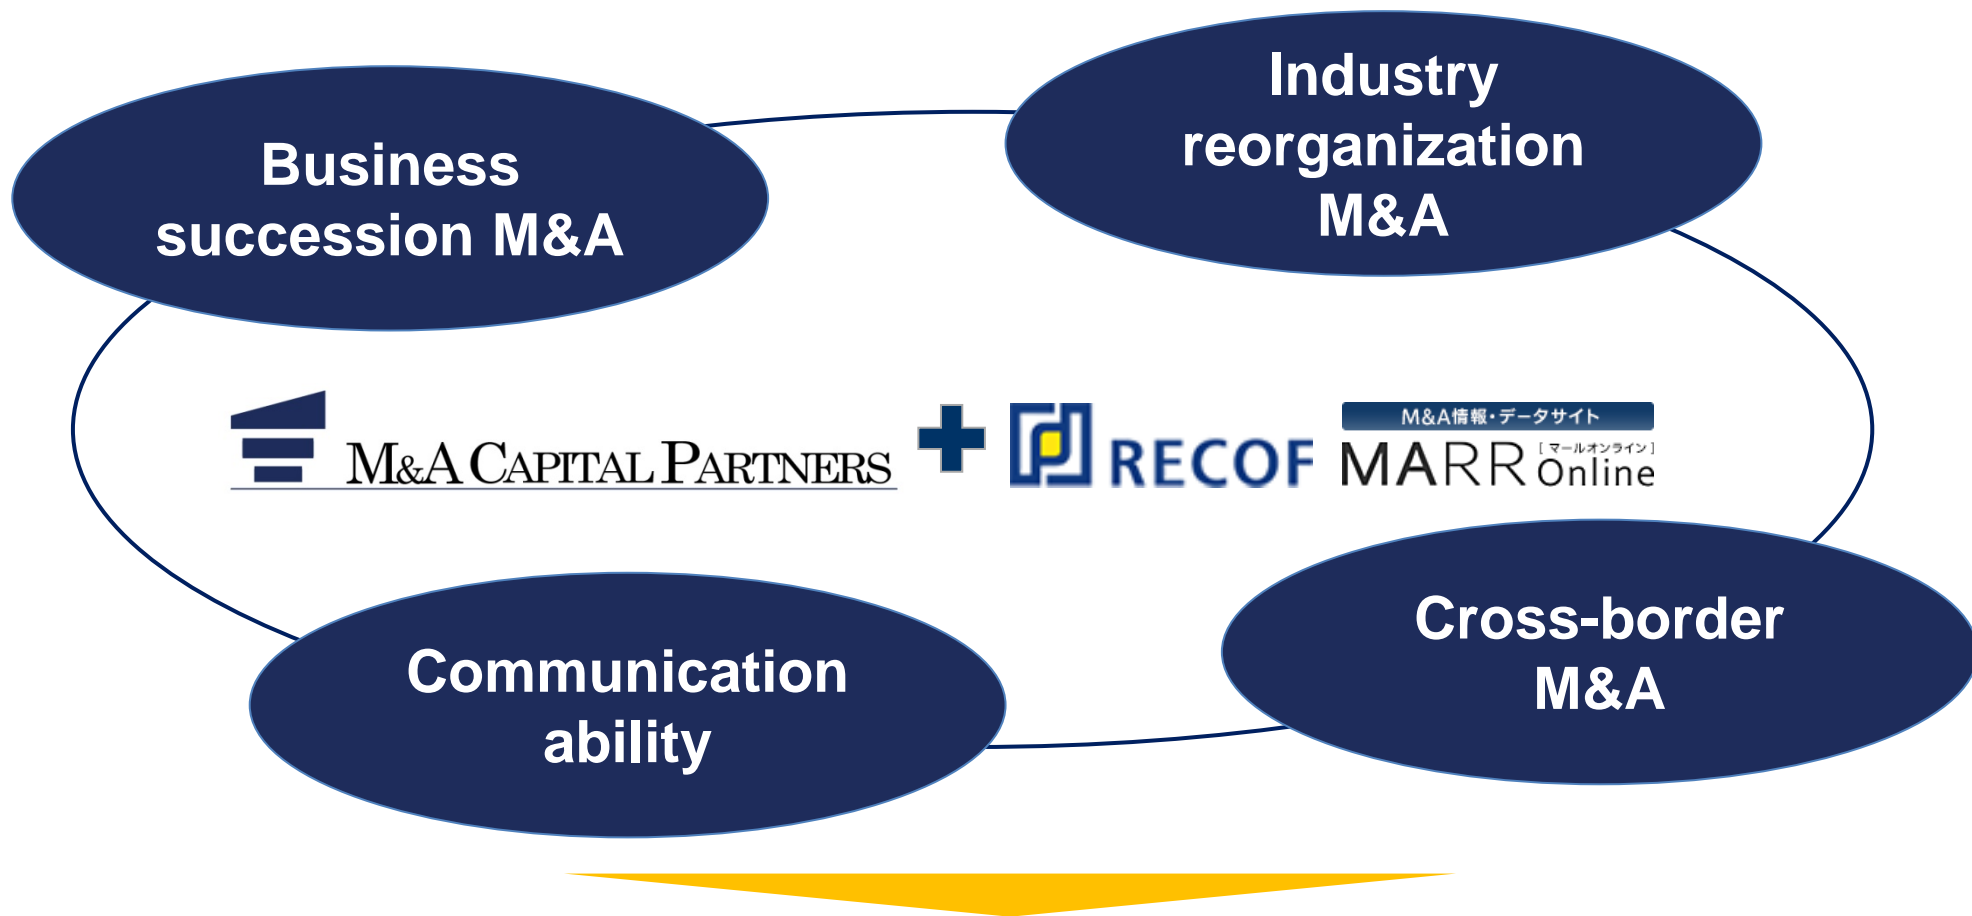 Industry
reorganization
M&A
Business
succession M&A
M&A CAPITAL PARTNERS
RECOF
M&A情報・データサイト
MARR Online
[マールオンライン]
Cross-border
M&A
Communication
ability